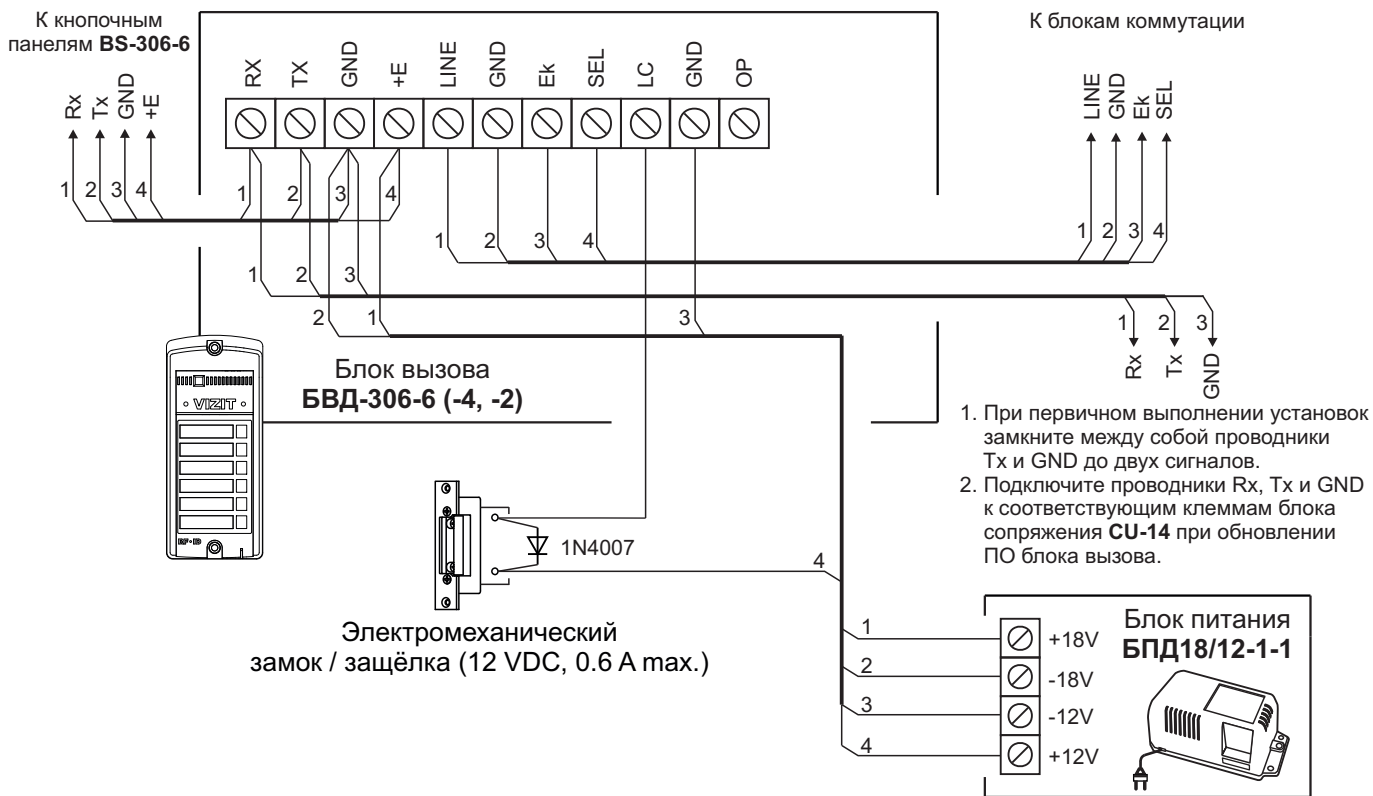 К кнопочным
панелям BS-306-6
К блокам коммутации
Rx
Tx
GND
+E
RX
TX
GND
+E
LINE
GND
Ek
SEL
LC
GND
OP
LINE
GND
Ek
SEL
1
2
3
4
1
2
3
4
1
2
3
4
1
2
3
4
1
2
3
2
1
3
1
2
3
Rx
Tx
GND
VIZIT
RF-ID
Блок вызова
БВД-306-6 (-4, -2)
1. При первичном выполнении установок
замкните между собой проводники
Tx и GND до двух сигналов.
2. Подключите проводники Rx, Tx и GND
к соответствующим клеммам блока
сопряжения CU-14 при обновлении
ПО блока вызова.
1N4007
4
Электромеханический
замок / защёлка (12 VDC, 0.6 A max.)
1
2
3
4
+18V
-18V
-12V
+12V
Блок питания
БПД18/12-1-1